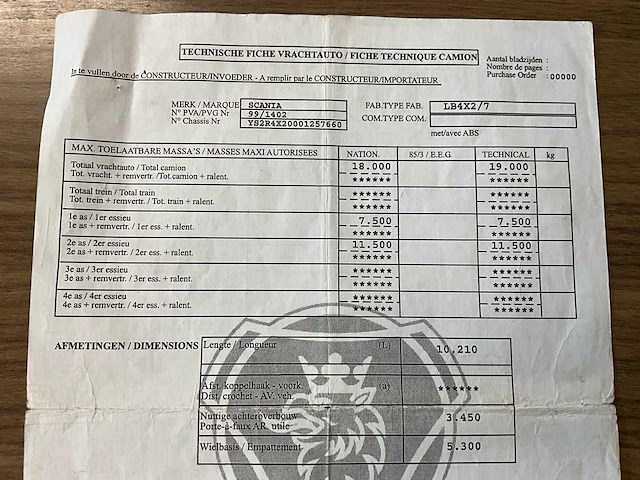 TECHNISCHE FICHE VRACHTAUTO / FICHE TECHNIQUE CAMION
Aantal bladzijden :
Nombre de pages :
Purchase Order : 00000
In te vullen door de CONSTRUCTEUR/INVOEDER - A remplir par le CONSTRUCTEUR/IMPORTATEUR
MERK / MARQUE SCANIA FAB.TYPE FAB. LB4X2/7
N° PVA/PVG Nr 99/1402 COM.TYPE COM.
N° Chassis Nr YS2R4X20001257660
met/avec ABS
MAX. TOELAATBARE MASSA'S / MASSES MAXI AUTORISEES NATION 85/3 / E.E.G. TECHNICAL kg
Totaal vrachtauto / Total camion 18.000 19.000
Tot. vracht. + remvertr. / Tot.camion + ralent. ****** ******
Totaal trein / Total train ****** ******
Tot. trein + remvertr. / Tot. train + ralent. ****** ******
1e as / 1er essieu 7.500 7.500
1e as + remvertr. / 1er ess. + ralent. ****** ******
2e as / 2er essieu 11.500 11.500
2e as + remvertr. / 2er ess. + ralent. ****** ******
3e as / 3er essieu ****** ******
3e as + remvertr. / 3er ess. + ralent. ****** ******
4e as / 4er essieu ****** ******
4e as + remvertr. / 4er ess. + ralent. ****** ******
AFMETINGEN / DIMENSIONS Lengte / Longueur (L) 10.210
Afst. koppelhaak - voork. (a) ******
Dist. crochet - AV. veh.
Nuttige achteroverbouw 3.450
Porte-à-faux AR. utile
Wielbasis / Empattement 5.300